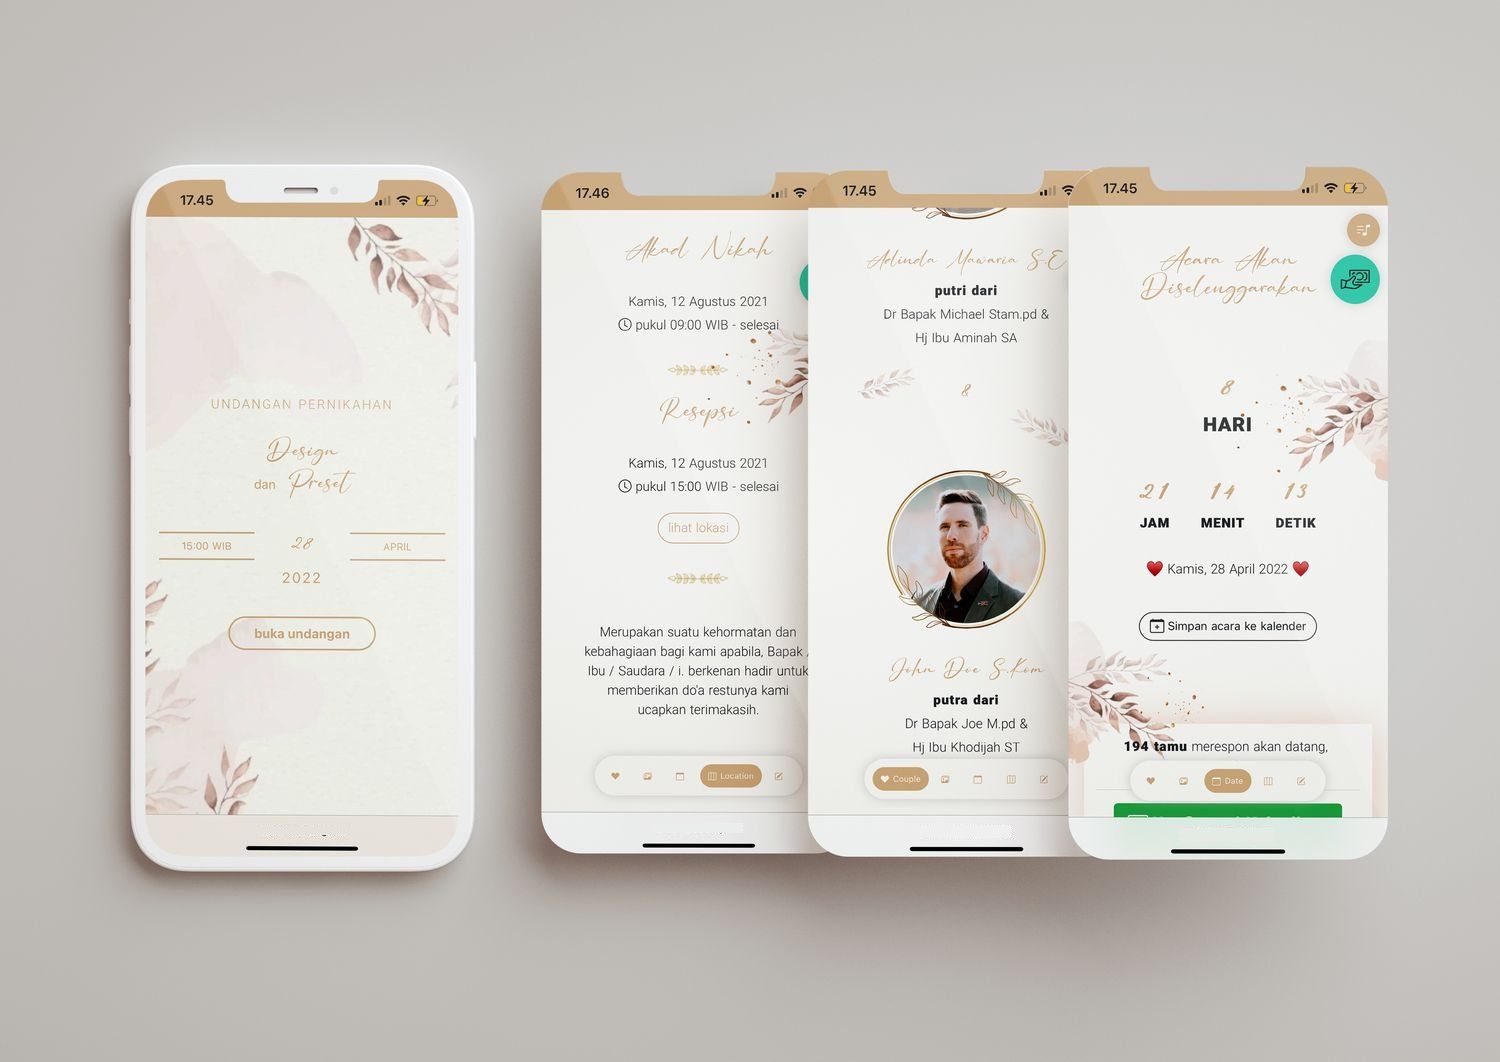 17.45
UNDANGAN PERNIKAHAN
Design
dan Preset
15:00 WIB
28
APRIL
2022
buka undangan
17.46
Akad Nikah
Kamis, 12 Agustus 2021
pukul 09:00 WIB - selesai
Resepsi
Kamis, 12 Agustus 2021
pukul 15:00 WIB - selesai
lihat lokasi
Merupakan suatu kehormatan dan
kebahagiaan bagi kami apabila, Bapak /
Ibu / Saudara / i. berkenan hadir untuk
memberikan do'a restunya kami
ucapkan terimakasih.
Location
17.45
Adinda Mawaria S.E
putri dari
Dr Bapak Michael Stam.pd &
Hj Ibu Aminah SA
&
John Doe S.Kom
putra dari
Dr Bapak Joe M.pd &
Hj Ibu Khodijah ST
Couple
17.45
Acara Akan
Diselenggarakan
8
HARI
21 14 13
JAM MENIT DETIK
Kamis, 28 April 2022
Simpan acara ke kalender
194 tamu merespon akan datang,
Date